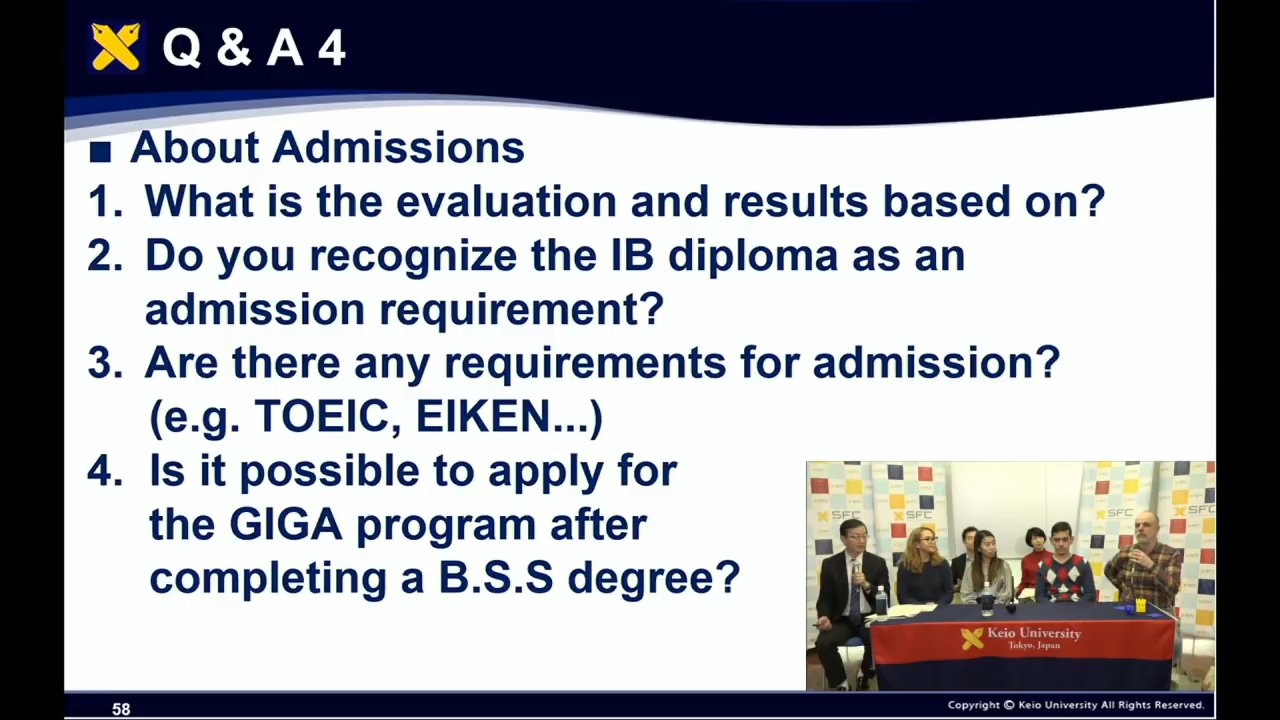 Q & A 4
■ About Admissions
1. What is the evaluation and results based on?
2. Do you recognize the IB diploma as an
admission requirement?
3. Are there any requirements for admission?
(e.g. TOEIC, EIKEN...)
4. Is it possible to apply for
the GIGA program after
completing a B.S.S degree?
SFC
SFC
Keio University
Tokyo, Japan
58
Copyright © Keio University All Rights Reserved.